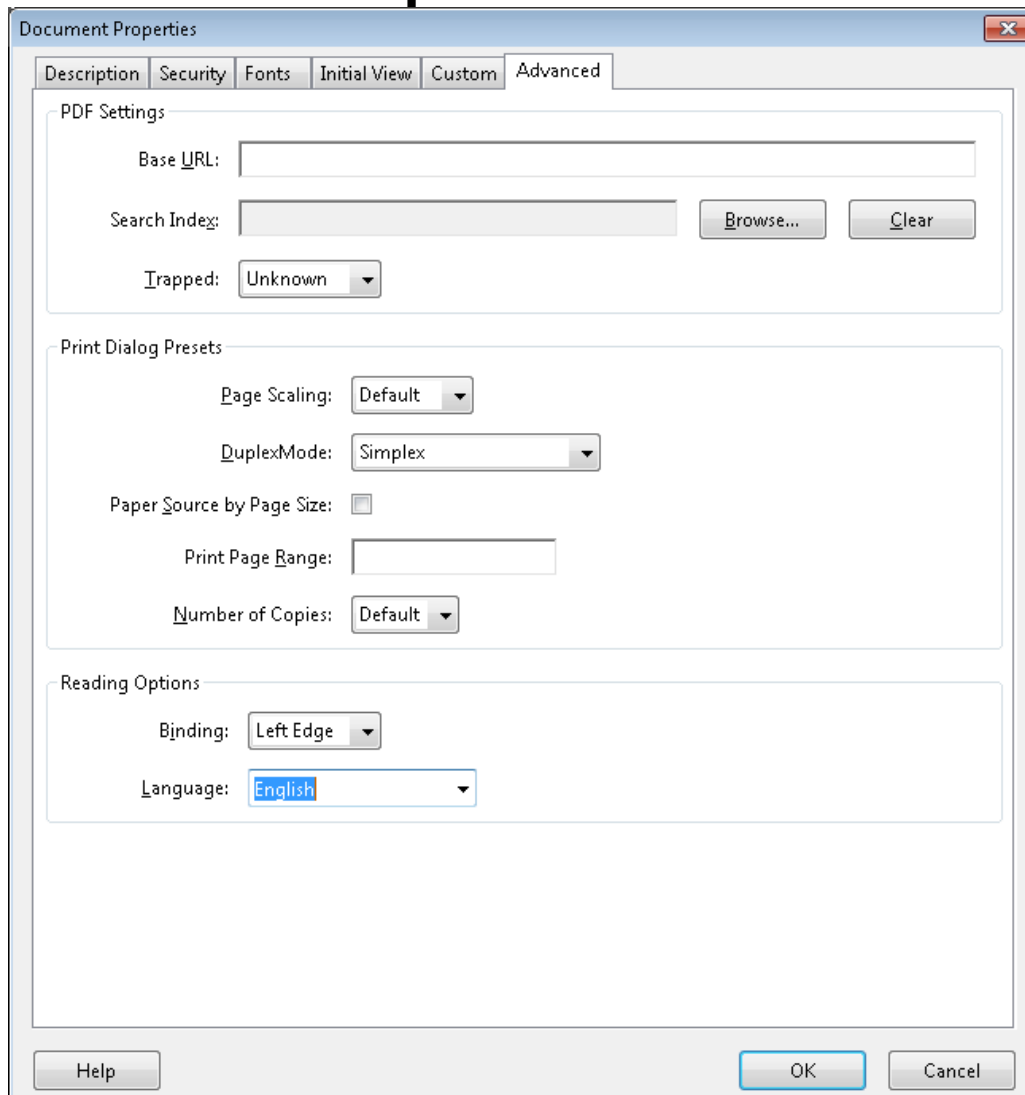 Document Properties
Description Security Fonts Initial View Custom Advanced
PDF Settings
Base URL:
Search Index: Browse... Clear
Trapped: Unknown
Print Dialog Presets
Page Scaling: Default
DuplexMode: Simplex
Paper Source by Page Size:
Print Page Range:
Number of Copies: Default
Reading Options
Binding: Left Edge
Language: English
Help OK Cancel